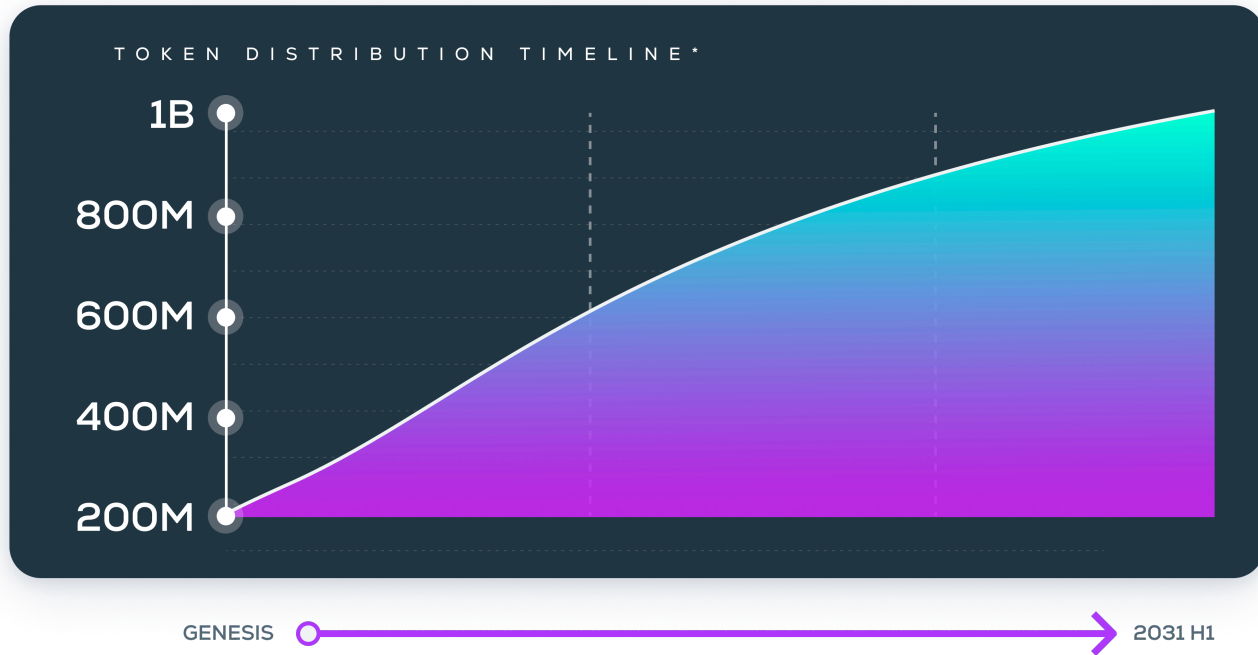 TOKEN DISTRIBUTION TIMELINE*
1B
800M
600M
400M
200M
GENESIS
2031 H1